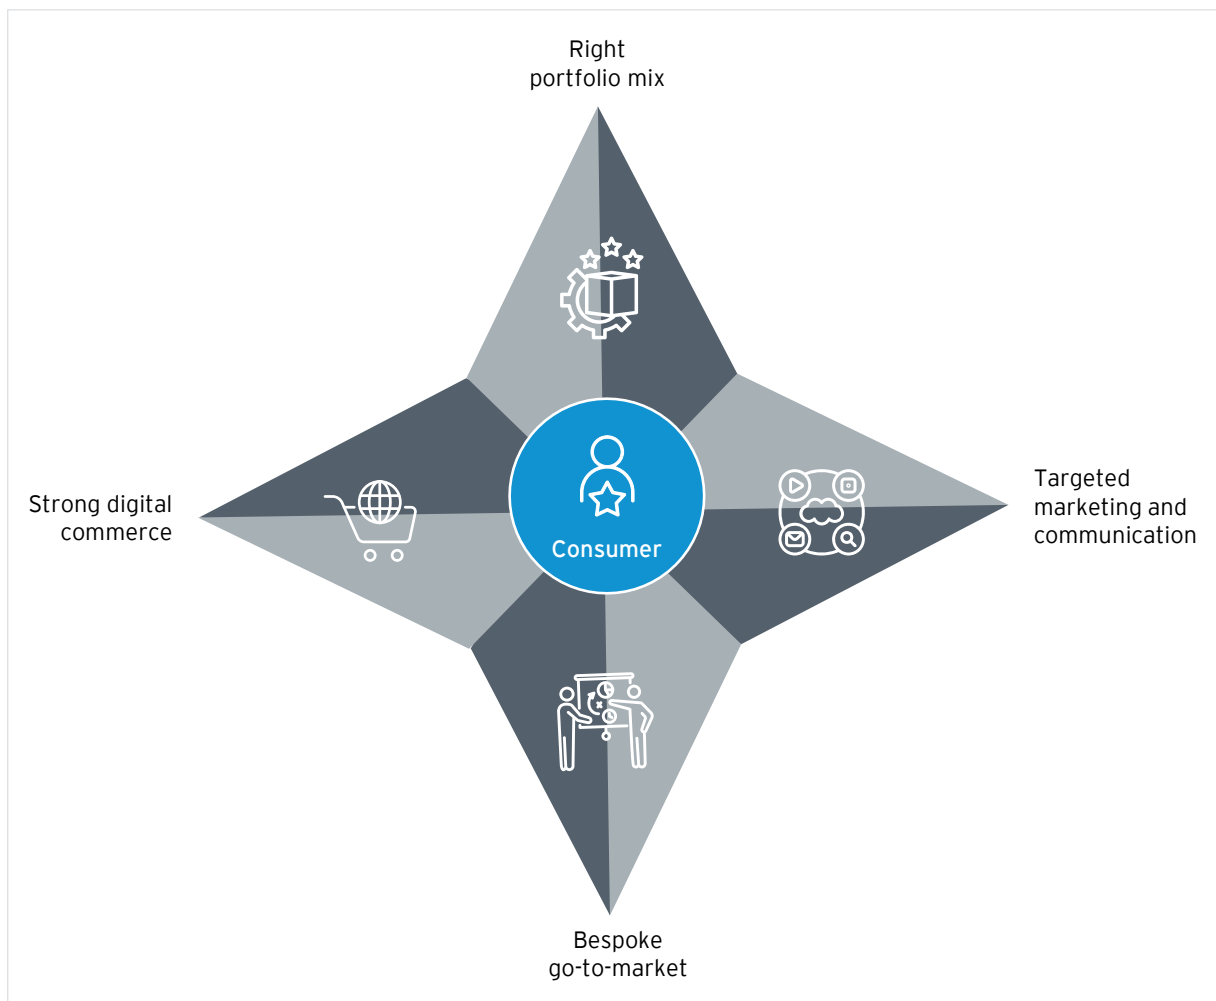 Right
portfolio mix
Strong digital
commerce
Consumer
Targeted
marketing and
communication
Bespoke
go-to-market